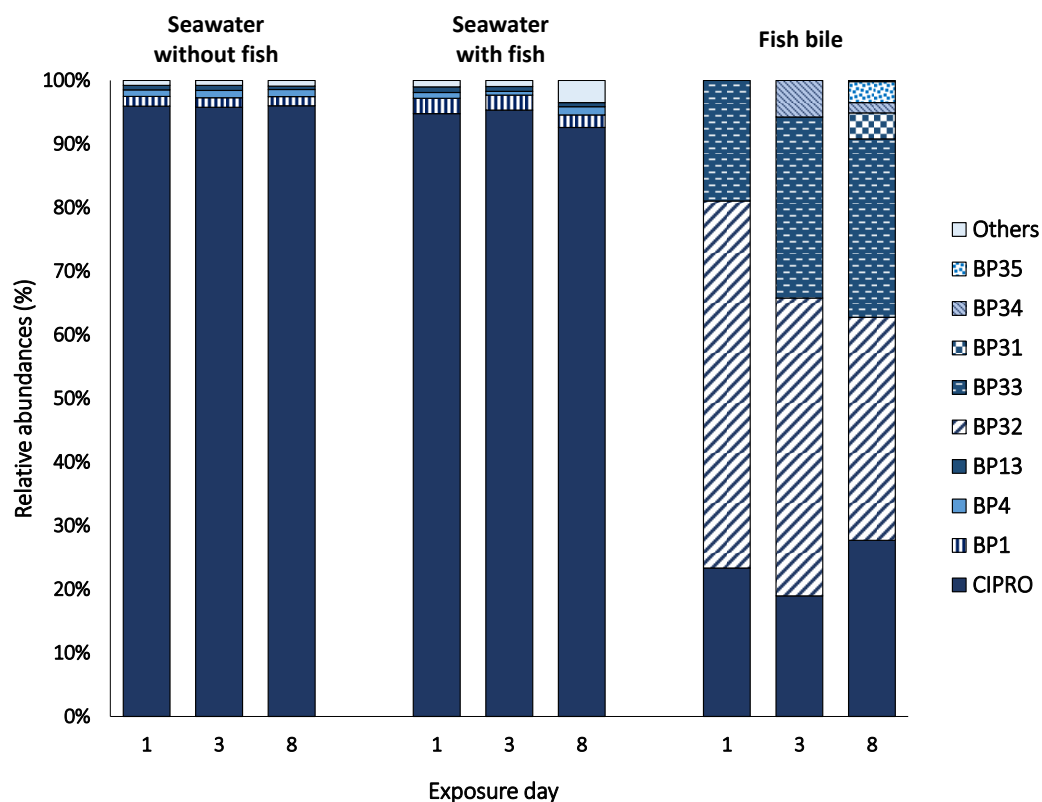 Seawater
without fish
Seawater
with fish
Fish bile
Relative abundances (%)
100%
90%
80%
70%
60%
50%
40%
30%
20%
10%
0%
1 3 8 1 3 8 1 3 8
Exposure day
Others
BP35
BP34
BP31
BP33
BP32
BP13
BP4
BP1
CIPRO